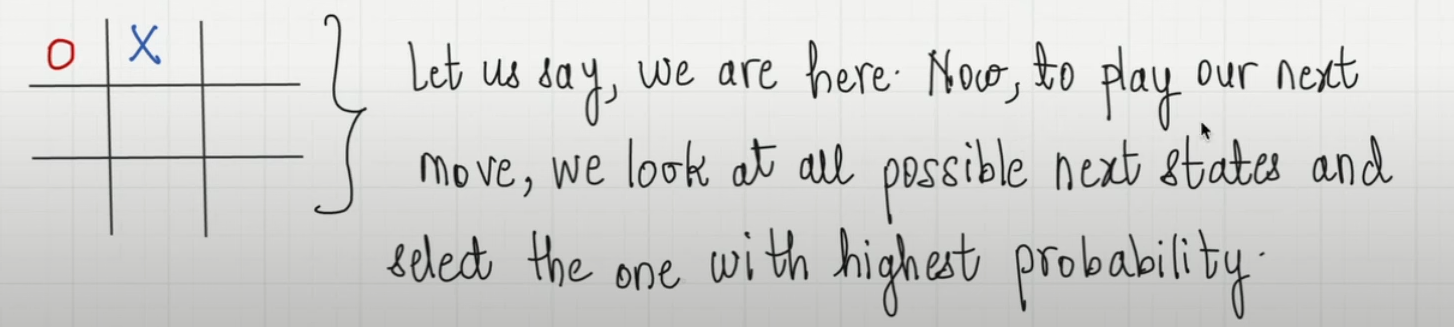 O X
Let us say, we are here. Now, to play our next
move, we look at all possible next states and
select the one with highest probability.